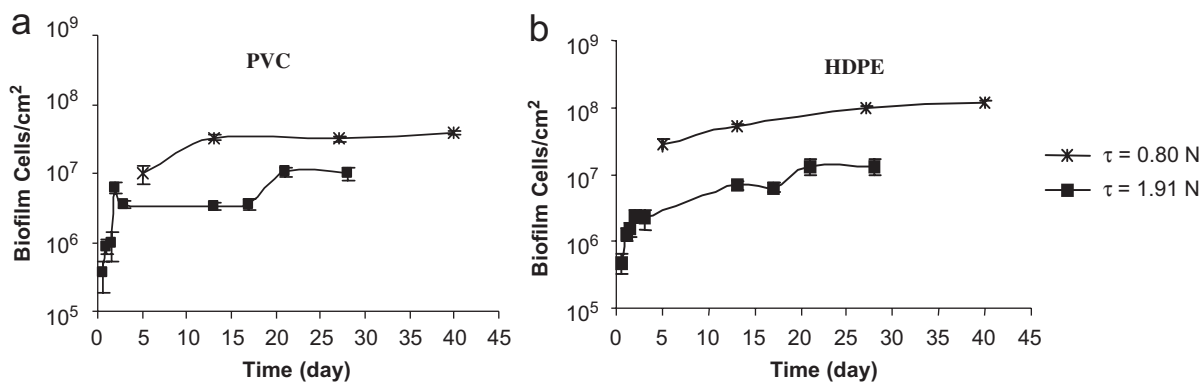 a
PVC
Biofilm Cells/cm²
10⁹
10⁸
10⁷
10⁶
10⁵
0 5 10 15 20 25 30 35 40 45
Time (day)
b
HDPE
Biofilm Cells/cm²
10⁹
10⁸
10⁷
10⁶
10⁵
0 5 10 15 20 25 30 35 40 45
Time (day)
τ = 0.80 N
τ = 1.91 N